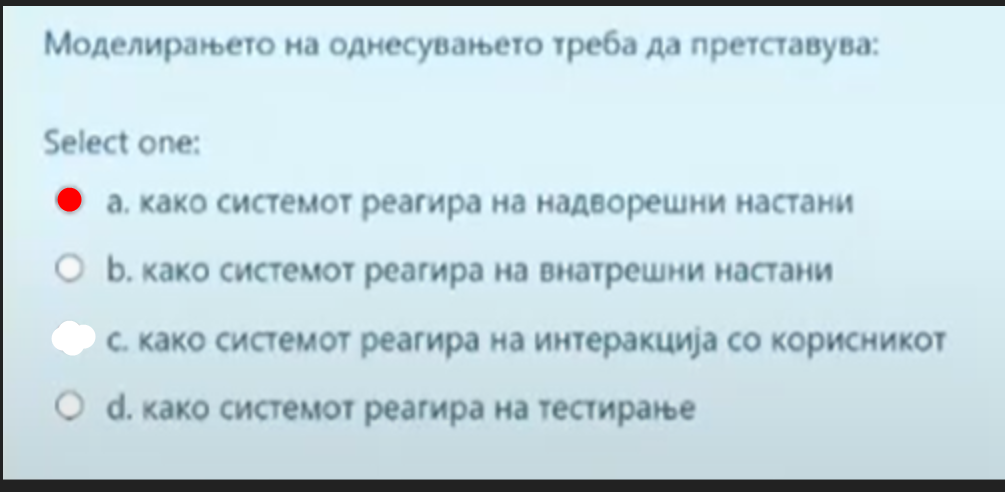 Моделирањето на однесувањето треба да претставува:
Select one:
a. како системот реагира на надворешни настани
b. како системот реагира на внатрешни настани
c. како системот реагира на интеракција со корисникот
d. како системот реагира на тестирање